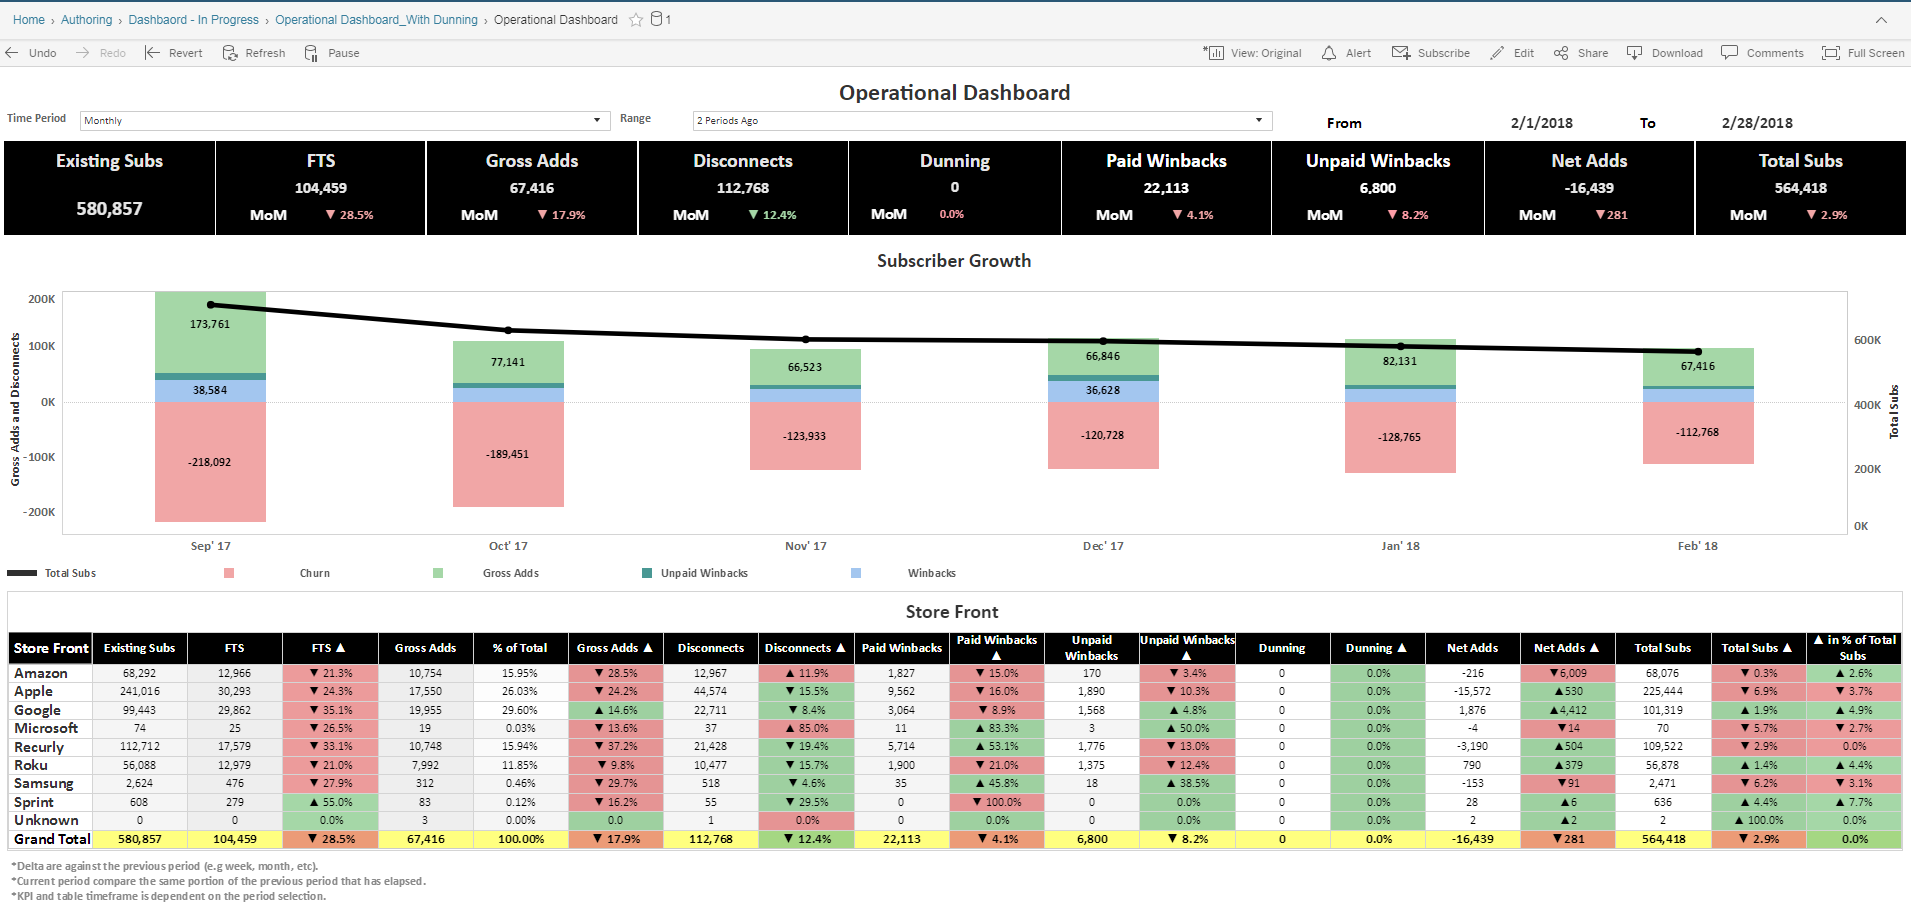 Home › Authoring › Dashbaord - In Progress › Operational Dashboard_With Dunning › Operational Dashboard 1
Undo Redo Revert Refresh Pause View: Original Alert Subscribe Edit Share Download Comments Full Screen
Operational Dashboard
Time Period Monthly Range 2 Periods Ago From 2/1/2018 To 2/28/2018
Existing Subs FTS Gross Adds Disconnects Dunning Paid Winbacks Unpaid Winbacks Net Adds Total Subs
580,857 104,459 67,416 112,768 0 22,113 6,800 -16,439 564,418
MoM ▼ 28.5% MoM ▼ 17.9% MoM ▼ 12.4% MoM 0.0% MoM ▼ 4.1% MoM ▼ 8.2% MoM ▼281 MoM ▼ 2.9%
Subscriber Growth
Gross Adds and Disconnects
200K
100K
0K
-100K
-200K
173,761
38,584
-218,092
77,141
-189,451
66,523
-123,933
66,846
36,628
-120,728
82,131
-128,765
67,416
-112,768
600K
400K
200K
0K
Total Subs
Sep' 17 Oct' 17 Nov' 17 Dec' 17 Jan' 18 Feb' 18
Total Subs Churn Gross Adds Unpaid Winbacks Winbacks
Store Front
Store Front Existing Subs FTS FTS ▲ Gross Adds % of Total Gross Adds ▲ Disconnects Disconnects ▲ Paid Winbacks Paid Winbacks ▲ Unpaid Winbacks Unpaid Winbacks ▲ Dunning Dunning ▲ Net Adds Net Adds ▲ Total Subs Total Subs ▲ ▲ in % of Total Subs
Amazon 68,292 12,966 ▼ 21.3% 10,754 15.95% ▼ 28.5% 12,967 ▲ 11.9% 1,827 ▼ 15.0% 170 ▼ 3.4% 0 0.0% -216 ▼6,009 68,076 ▼ 0.3% ▲ 2.6%
Apple 241,016 30,293 ▼ 24.3% 17,550 26.03% ▼ 24.2% 44,574 ▼ 15.5% 9,562 ▼ 16.0% 1,890 ▼ 10.3% 0 0.0% -15,572 ▲530 225,444 ▼ 6.9% ▼ 3.7%
Google 99,443 29,862 ▼ 35.1% 19,955 29.60% ▲ 14.6% 22,711 ▼ 8.4% 3,064 ▼ 8.9% 1,568 ▲ 4.8% 0 0.0% 1,876 ▲4,412 101,319 ▲ 1.9% ▲ 4.9%
Microsoft 74 25 ▼ 26.5% 19 0.03% ▼ 13.6% 37 ▲ 85.0% 11 ▲ 83.3% 3 ▲ 50.0% 0 0.0% -4 ▼14 70 ▼ 5.7% ▼ 2.7%
Recurly 112,712 17,579 ▼ 33.1% 10,748 15.94% ▼ 37.2% 21,428 ▼ 19.4% 5,714 ▲ 53.1% 1,776 ▼ 13.0% 0 0.0% -3,190 ▲504 109,522 ▼ 2.9% 0.0%
Roku 56,088 12,979 ▼ 21.0% 7,992 11.85% ▼ 9.8% 10,477 ▼ 15.7% 1,900 ▼ 21.0% 1,375 ▼ 12.4% 0 0.0% 790 ▲379 56,878 ▲ 1.4% ▲ 4.4%
Samsung 2,624 476 ▼ 27.9% 312 0.46% ▼ 29.7% 518 ▼ 4.6% 35 ▲ 45.8% 18 ▲ 38.5% 0 0.0% -153 ▼91 2,471 ▼ 6.2% ▼ 3.1%
Sprint 608 279 ▲ 55.0% 83 0.12% ▼ 16.2% 55 ▼ 29.5% 0 ▼ 100.0% 0 0.0% 0 0.0% 28 ▲6 636 ▲ 4.4% ▲ 7.7%
Unknown 0 0 0.0% 3 0.00% 0.0 1 0.0% 0 0.0% 0 0.0% 0 0.0% 2 ▲2 2 ▲ 100.0% 0.0%
Grand Total 580,857 104,459 ▼ 28.5% 67,416 100.00% ▼ 17.9% 112,768 ▼ 12.4% 22,113 ▼ 4.1% 6,800 ▼ 8.2% 0 0.0% -16,439 ▼281 564,418 ▼ 2.9% 0.0%
*Delta are against the previous period (e.g week, month, etc).
*Current period compare the same portion of the previous period that has elapsed.
*KPI and table timeframe is dependent on the period selection.